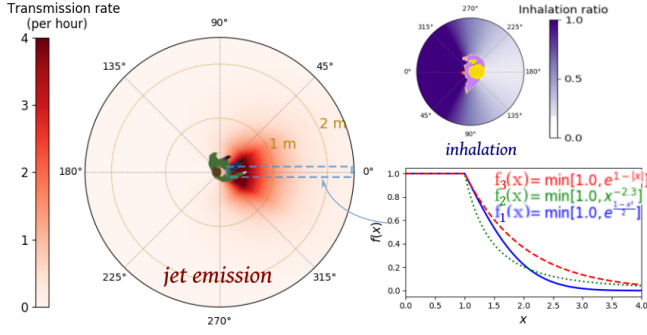 Transmission rate
(per hour)
4
3
2
1
0
90°
135°
45°
2 m
1 m
180°
0°
225°
315°
270°
jet emission
Inhalation ratio
270°
315°
225°
0°
180°
45°
135°
90°
1.0
0.5
0.0
inhalation
f₃(x) = min[1.0, e^{1−|x|}]
f₂(x) = min[1.0, x^{−2.3}]
f₁(x) = min[1.0, e^{\frac{1−x²}{2}}]
f(x)
1.0
0.8
0.6
0.4
0.2
0.0
0.0 0.5 1.0 1.5 2.0 2.5 3.0 3.5 4.0
x